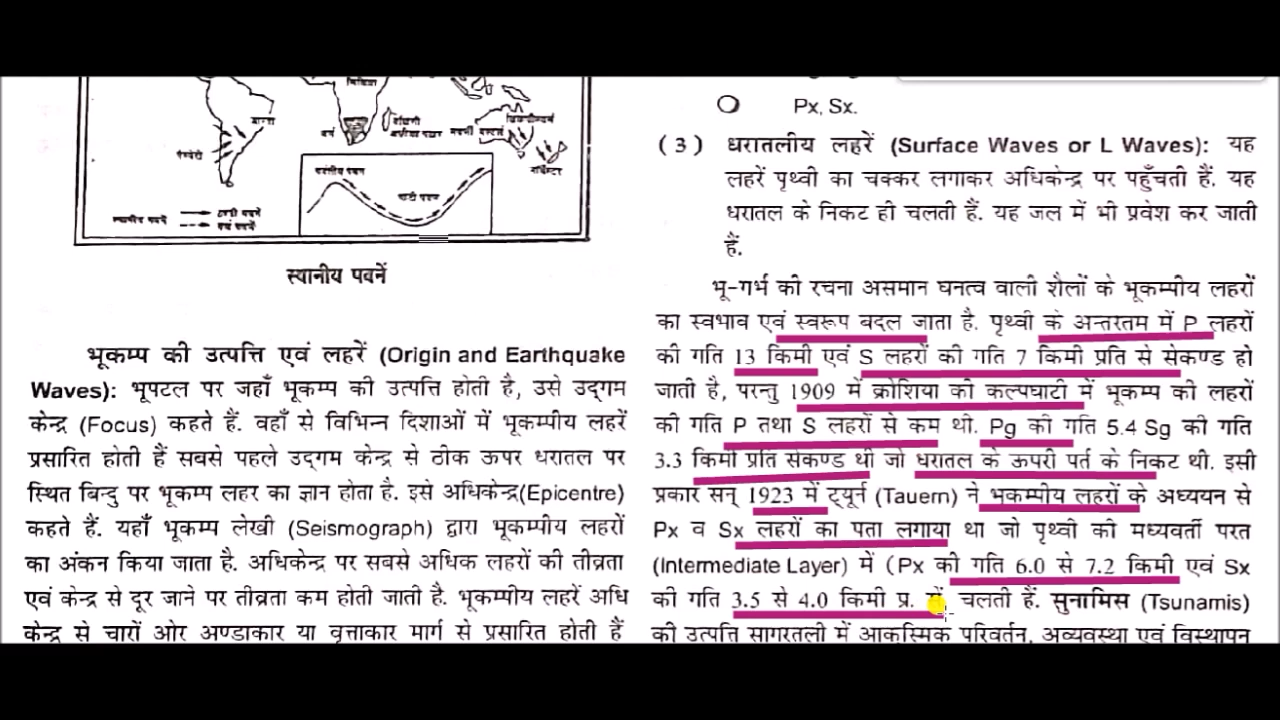 स्थानीय पवनें
भूकम्प की उत्पत्ति एवं लहरें (Origin and Earthquake
Waves): भूपटल पर जहाँ भूकम्प की उत्पत्ति होती है, उसे उद्गम
केन्द्र (Focus) कहते हैं. वहाँ से विभिन्न दिशाओं में भूकम्पीय लहरें
प्रसारित होती हैं सबसे पहले उद्गम केन्द्र से ठीक ऊपर धरातल पर
स्थित बिन्दु पर भूकम्प लहर का ज्ञान होता है. इसे अधिकेन्द्र(Epicentre)
कहते हैं. यहाँ भूकम्प लेखी (Seismograph) द्वारा भूकम्पीय लहरों
का अंकन किया जाता है. अधिकेन्द्र पर सबसे अधिक लहरों की तीव्रता
एवं केन्द्र से दूर जाने पर तीव्रता कम होती जाती है. भूकम्पीय लहरें अधि
केन्द्र से चारों ओर अण्डाकार या वृत्ताकार मार्ग से प्रसारित होती हैं
Px, Sx.
(3) धरातलीय लहरें (Surface Waves or L Waves): यह
लहरें पृथ्वी का चक्कर लगाकर अधिकेन्द्र पर पहुँचती हैं. यह
धरातल के निकट ही चलती हैं. यह जल में भी प्रवेश कर जाती
हैं.
भू-गर्भ की रचना असमान घनत्व वाली शैलों के भूकम्पीय लहरों
का स्वभाव एवं स्वरूप बदल जाता है. पृथ्वी के अन्तरतम में P लहरों
की गति 13 किमी एवं S लहरों की गति 7 किमी प्रति से सेकण्ड हो
जाती है, परन्तु 1909 में क्रोशिया की कल्पघाटी में भूकम्प की लहरों
की गति P तथा S लहरों से कम थी. Pg की गति 5.4 Sg की गति
3.3 किमी प्रति सेकण्ड थी जो धरातल के ऊपरी पर्त के निकट थी. इसी
प्रकार सन् 1923 में ट्यूर्न (Tauern) ने भूकम्पीय लहरों के अध्ययन से
Px व Sx लहरों का पता लगाया था जो पृथ्वी की मध्यवर्ती परत
(Intermediate Layer) में (Px की गति 6.0 से 7.2 किमी एवं Sx
की गति 3.5 से 4.0 किमी प्र. में चलती हैं. सुनामिस (Tsunamis)
की उत्पत्ति सागरतली में आकस्मिक परिवर्तन, अव्यवस्था एवं विस्थापन